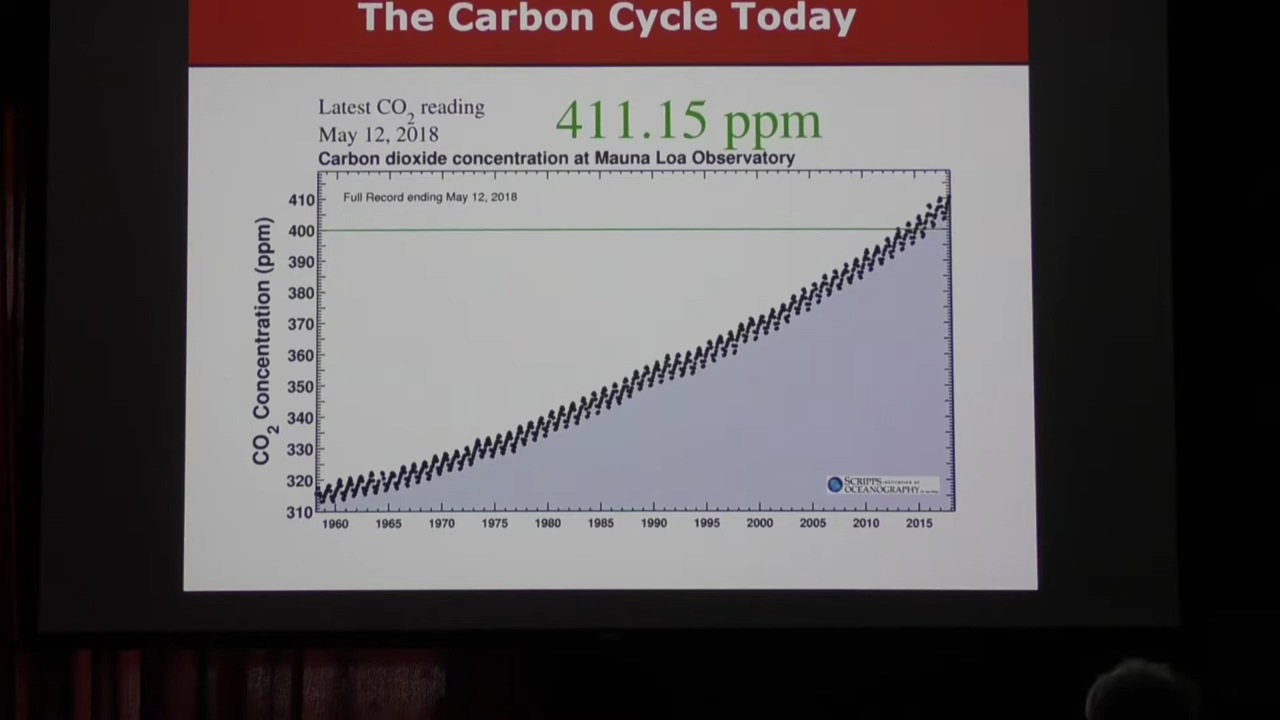 The Carbon Cycle Today
Latest CO2 reading
May 12, 2018
411.15 ppm
Carbon dioxide concentration at Mauna Loa Observatory
Full Record ending May 12, 2018
CO2 Concentration (ppm)
410
400
390
380
370
360
350
340
330
320
310
1960 1965 1970 1975 1980 1985 1990 1995 2000 2005 2010 2015
SCRIPPS
OCEANOGRAPHY